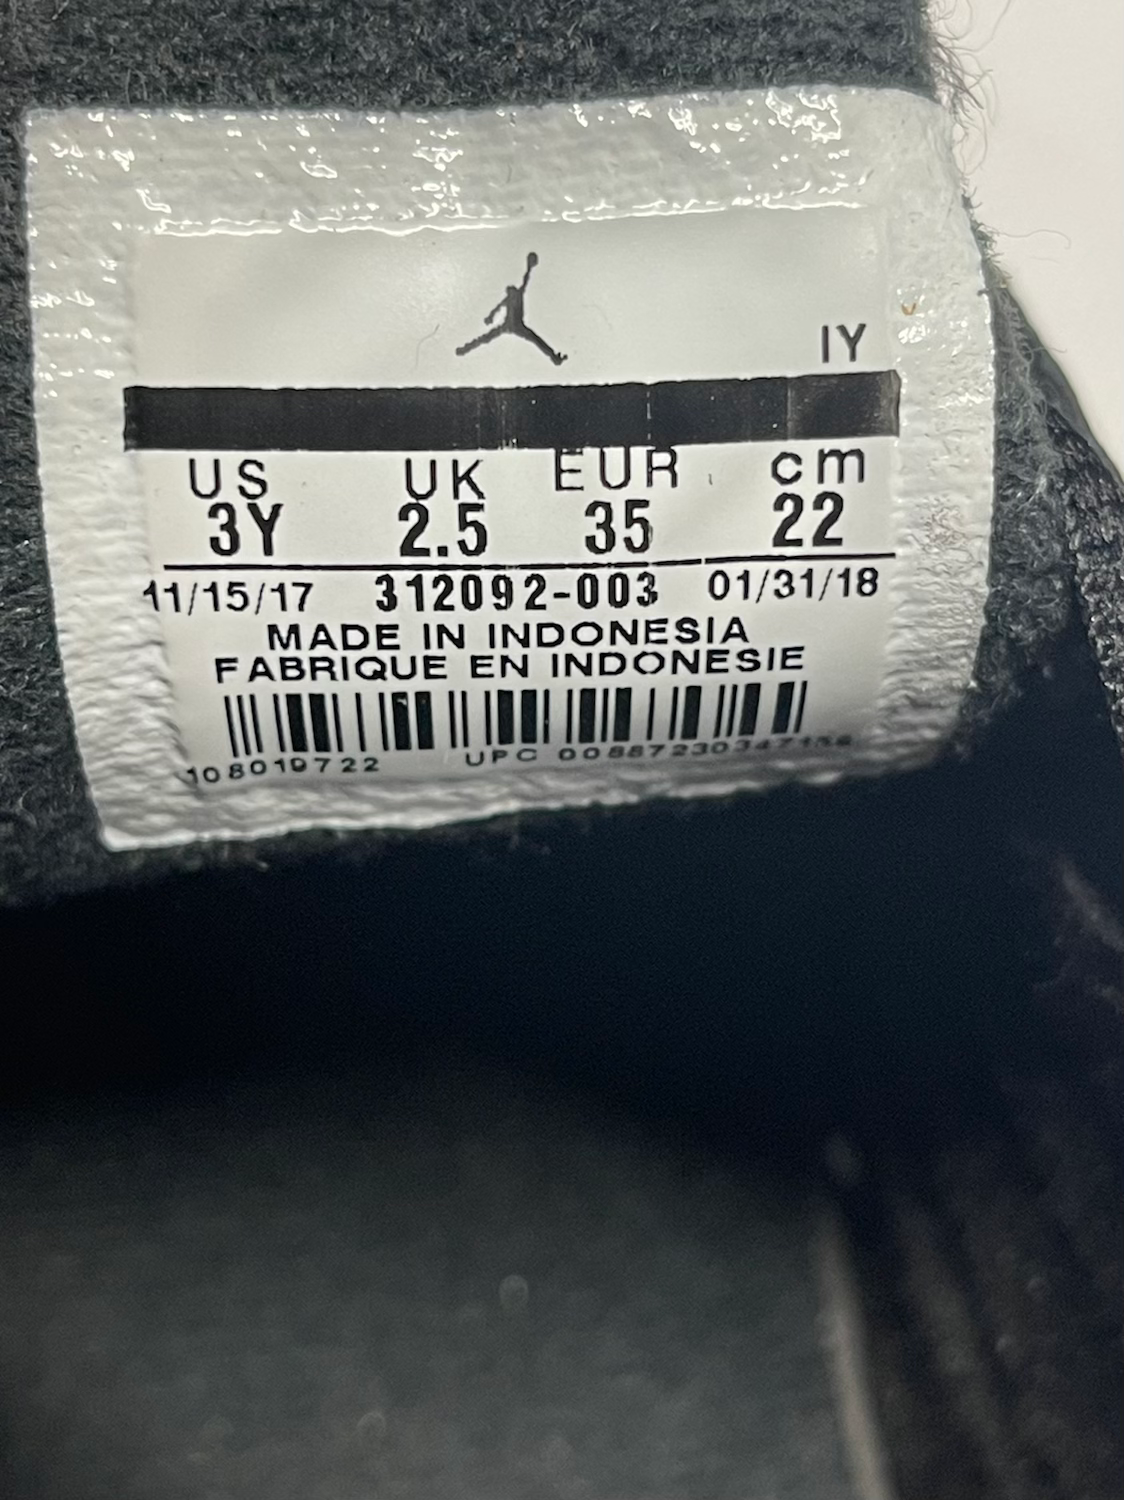 IY
US UK EUR cm
3Y 2.5 35 22
11/15/17 312092-003 01/31/18
MADE IN INDONESIA
FABRIQUE EN INDONESIE
108019722 UPC 00887230347156